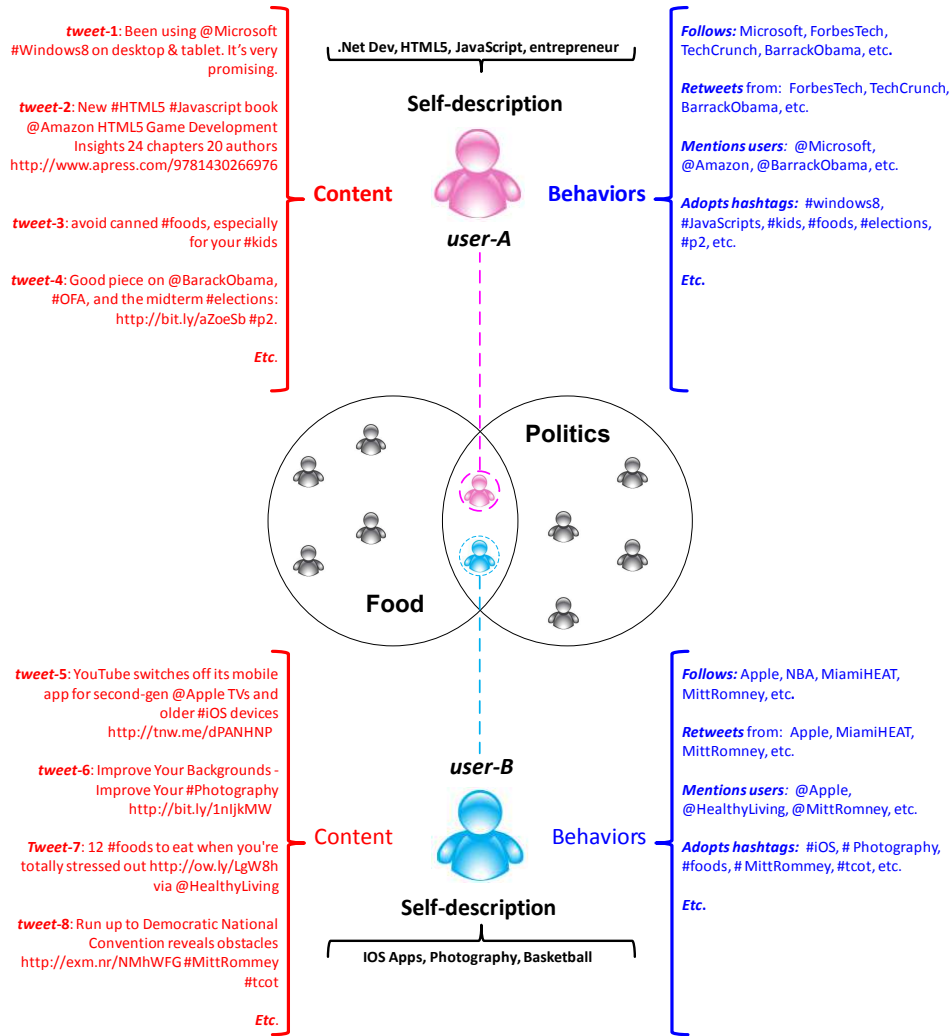 tweet-1: Been using @Microsoft
#Windows8 on desktop & tablet. It's very
promising.
tweet-2: New #HTML5 #Javascript book
@Amazon HTML5 Game Development
Insights 24 chapters 20 authors
http://www.apress.com/9781430266976
tweet-3: avoid canned #foods, especially
for your #kids
tweet-4: Good piece on @BarackObama,
#OFA, and the midterm #elections:
http://bit.ly/aZoeSb #p2.
Etc.
Content
.Net Dev, HTML5, JavaScript, entrepreneur
Self-description
user-A
Behaviors
Follows: Microsoft, ForbesTech,
TechCrunch, BarrackObama, etc.
Retweets from: ForbesTech, TechCrunch,
BarrackObama, etc.
Mentions users: @Microsoft,
@Amazon, @BarrackObama, etc.
Adopts hashtags: #windows8,
#JavaScripts, #kids, #foods, #elections,
#p2, etc.
Etc.
Politics
Food
tweet-5: YouTube switches off its mobile
app for second-gen @Apple TVs and
older #iOS devices
http://tnw.me/dPANHNP
tweet-6: Improve Your Backgrounds -
Improve Your #Photography
http://bit.ly/1nIjkMW
Tweet-7: 12 #foods to eat when you're
totally stressed out http://ow.ly/LgW8h
via @HealthyLiving
tweet-8: Run up to Democratic National
Convention reveals obstacles
http://exm.nr/NMhWFG #MittRommey
#tcot
Etc.
Content
user-B
Self-description
IOS Apps, Photography, Basketball
Behaviors
Follows: Apple, NBA, MiamiHEAT,
MittRomney, etc.
Retweets from: Apple, MiamiHEAT,
MittRomney, etc.
Mentions users: @Apple,
@HealthyLiving, @MittRomney, etc.
Adopts hashtags: #iOS, # Photography,
#foods, # MittRommey, #tcot, etc.
Etc.